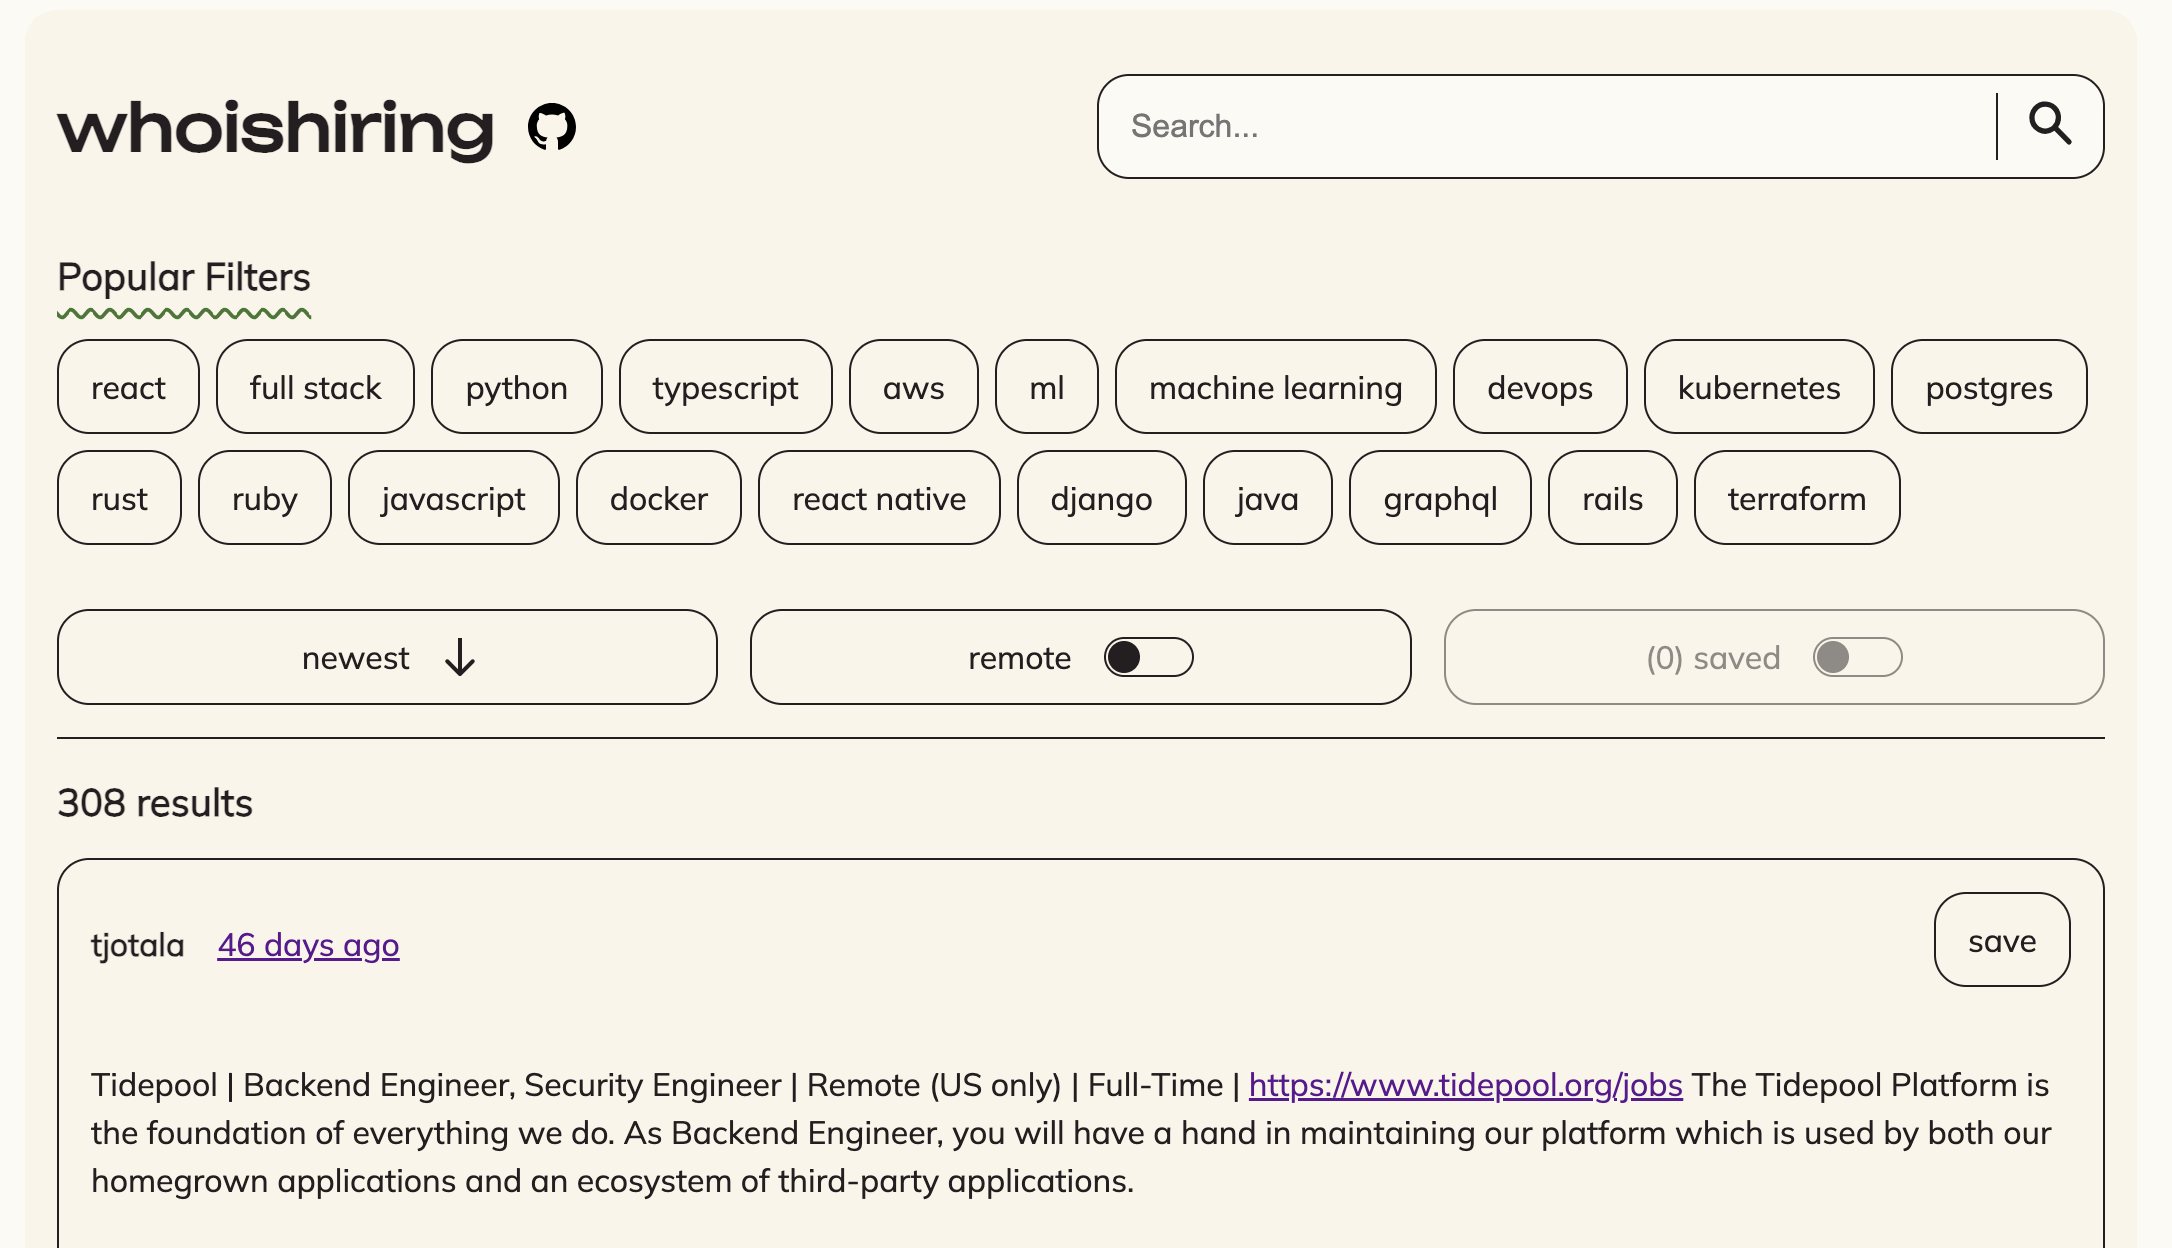 whoishiring
Search...
Popular Filters
react full stack python typescript aws ml machine learning devops kubernetes postgres
rust ruby javascript docker react native django java graphql rails terraform
newest remote (0) saved
308 results
tjotala 46 days ago save
Tidepool | Backend Engineer, Security Engineer | Remote (US only) | Full-Time | https://www.tidepool.org/jobs The Tidepool Platform is
the foundation of everything we do. As Backend Engineer, you will have a hand in maintaining our platform which is used by both our
homegrown applications and an ecosystem of third-party applications.